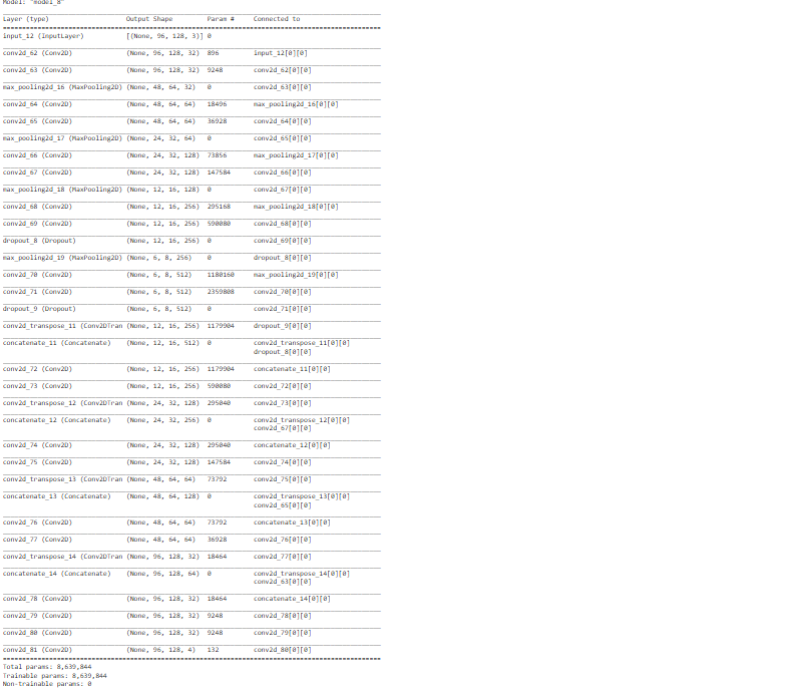 Model: "model_8"
Layer (type) Output Shape Param # Connected to
input_12 (InputLayer) [(None, 96, 128, 3)] 0
conv2d_62 (Conv2D) (None, 96, 128, 32) 896 input_12[0][0]
conv2d_63 (Conv2D) (None, 96, 128, 32) 9248 conv2d_62[0][0]
max_pooling2d_16 (MaxPooling2D) (None, 48, 64, 32) 0 conv2d_63[0][0]
conv2d_64 (Conv2D) (None, 48, 64, 64) 18496 max_pooling2d_16[0][0]
conv2d_65 (Conv2D) (None, 48, 64, 64) 36928 conv2d_64[0][0]
max_pooling2d_17 (MaxPooling2D) (None, 24, 32, 64) 0 conv2d_65[0][0]
conv2d_66 (Conv2D) (None, 24, 32, 128) 73856 max_pooling2d_17[0][0]
conv2d_67 (Conv2D) (None, 24, 32, 128) 147584 conv2d_66[0][0]
max_pooling2d_18 (MaxPooling2D) (None, 12, 16, 128) 0 conv2d_67[0][0]
conv2d_68 (Conv2D) (None, 12, 16, 256) 295168 max_pooling2d_18[0][0]
conv2d_69 (Conv2D) (None, 12, 16, 256) 590080 conv2d_68[0][0]
dropout_8 (Dropout) (None, 12, 16, 256) 0 conv2d_69[0][0]
max_pooling2d_19 (MaxPooling2D) (None, 6, 8, 256) 0 dropout_8[0][0]
conv2d_70 (Conv2D) (None, 6, 8, 512) 1180160 max_pooling2d_19[0][0]
conv2d_71 (Conv2D) (None, 6, 8, 512) 2359808 conv2d_70[0][0]
dropout_9 (Dropout) (None, 6, 8, 512) 0 conv2d_71[0][0]
conv2d_transpose_11 (Conv2DTran (None, 12, 16, 256) 1179904 dropout_9[0][0]
concatenate_11 (Concatenate) (None, 12, 16, 512) 0 conv2d_transpose_11[0][0]
dropout_8[0][0]
conv2d_72 (Conv2D) (None, 12, 16, 256) 1179904 concatenate_11[0][0]
conv2d_73 (Conv2D) (None, 12, 16, 256) 590080 conv2d_72[0][0]
conv2d_transpose_12 (Conv2DTran (None, 24, 32, 128) 295040 conv2d_73[0][0]
concatenate_12 (Concatenate) (None, 24, 32, 256) 0 conv2d_transpose_12[0][0]
conv2d_67[0][0]
conv2d_74 (Conv2D) (None, 24, 32, 128) 295040 concatenate_12[0][0]
conv2d_75 (Conv2D) (None, 24, 32, 128) 147584 conv2d_74[0][0]
conv2d_transpose_13 (Conv2DTran (None, 48, 64, 64) 73792 conv2d_75[0][0]
concatenate_13 (Concatenate) (None, 48, 64, 128) 0 conv2d_transpose_13[0][0]
conv2d_65[0][0]
conv2d_76 (Conv2D) (None, 48, 64, 64) 73792 concatenate_13[0][0]
conv2d_77 (Conv2D) (None, 48, 64, 64) 36928 conv2d_76[0][0]
conv2d_transpose_14 (Conv2DTran (None, 96, 128, 32) 18464 conv2d_77[0][0]
concatenate_14 (Concatenate) (None, 96, 128, 64) 0 conv2d_transpose_14[0][0]
conv2d_63[0][0]
conv2d_78 (Conv2D) (None, 96, 128, 32) 18464 concatenate_14[0][0]
conv2d_79 (Conv2D) (None, 96, 128, 32) 9248 conv2d_78[0][0]
conv2d_80 (Conv2D) (None, 96, 128, 32) 9248 conv2d_79[0][0]
conv2d_81 (Conv2D) (None, 96, 128, 4) 132 conv2d_80[0][0]
Total params: 8,639,844
Trainable params: 8,639,844
Non-trainable params: 0